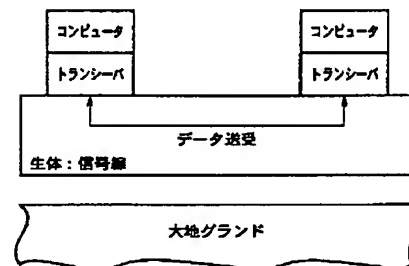 コンピュータ
コンピュータ
トランシーバ
トランシーバ
データ送受
生体：信号線
大地グランド